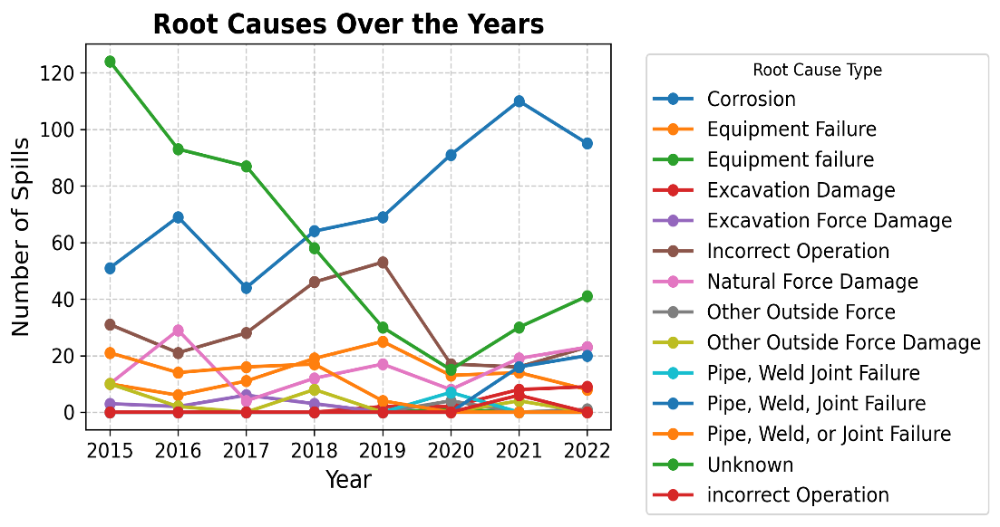 Root Causes Over the Years
Number of Spills
120
100
80
60
40
20
0
2015 2016 2017 2018 2019 2020 2021 2022
Year
Root Cause Type
Corrosion
Equipment Failure
Equipment failure
Excavation Damage
Excavation Force Damage
Incorrect Operation
Natural Force Damage
Other Outside Force
Other Outside Force Damage
Pipe, Weld Joint Failure
Pipe, Weld, Joint Failure
Pipe, Weld, or Joint Failure
Unknown
incorrect Operation